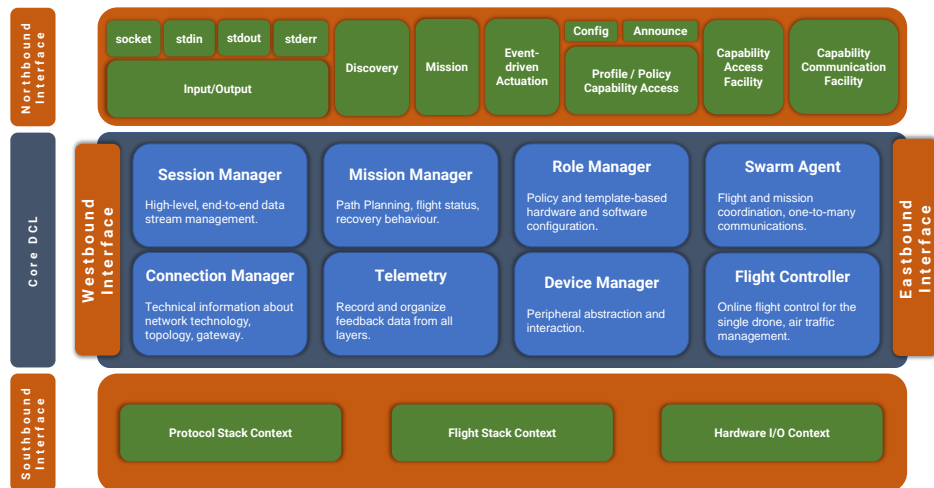 Northbound
Interface
socket
stdin
stdout
stderr
Input/Output
Discovery
Mission
Event-
driven
Actuation
Config
Announce
Profile / Policy
Capability Access
Capability
Access
Facility
Capability
Communication
Facility
Core DCL
Westbound
Interface
Session Manager
High-level, end-to-end data
stream management.
Mission Manager
Path Planning, flight status,
recovery behaviour.
Role Manager
Policy and template-based
hardware and software
configuration.
Swarm Agent
Flight and mission
coordination, one-to-many
communications.
Connection Manager
Technical information about
network technology,
topology, gateway.
Telemetry
Record and organize
feedback data from all
layers.
Device Manager
Peripheral abstraction and
interaction.
Flight Controller
Online flight control for the
single drone, air traffic
management.
Eastbound
Interface
Southbound
Interface
Protocol Stack Context
Flight Stack Context
Hardware I/O Context